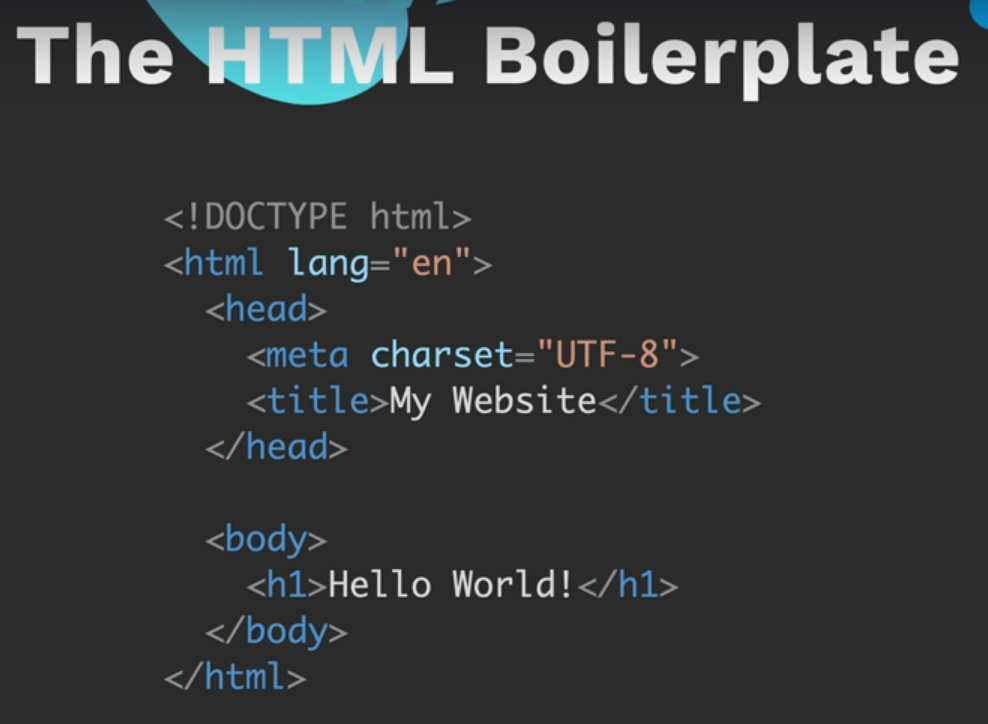 The HTML Boilerplate
<!DOCTYPE html>
<html lang="en">
<head>
<meta charset="UTF-8">
<title>My Website</title>
</head>
<body>
<h1>Hello World!</h1>
</body>
</html>